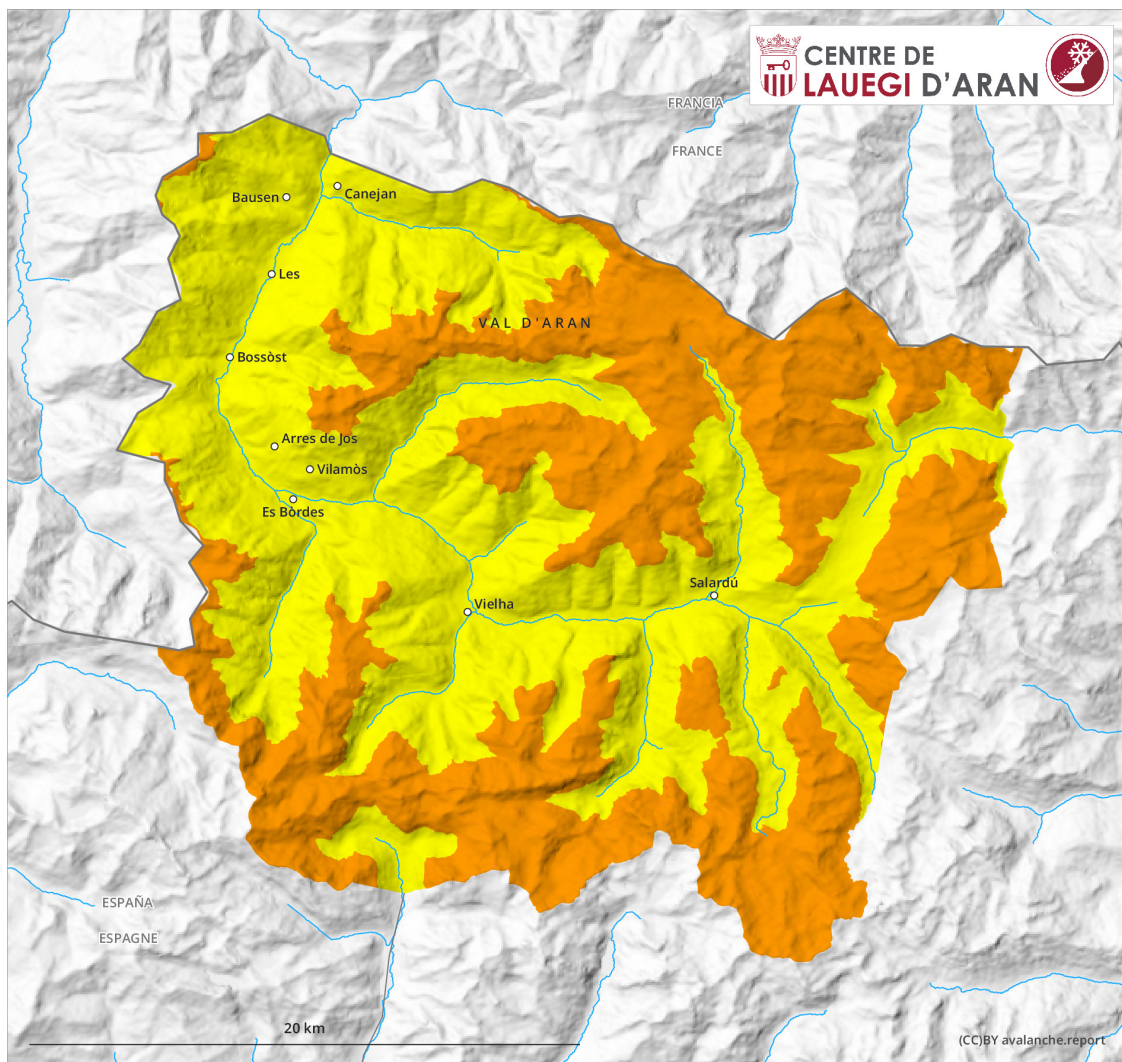 CENTRE DE
LAUEGI D'ARAN
FRANCIA
FRANCE
Bausen
Canejan
Les
VAL D'ARAN
Bossòst
Arres de Jos
Vilamòs
Es Bòrdes
Salardú
Vielha
ESPAÑA
ESPAGNE
20 km
(CC)BY avalanche.report